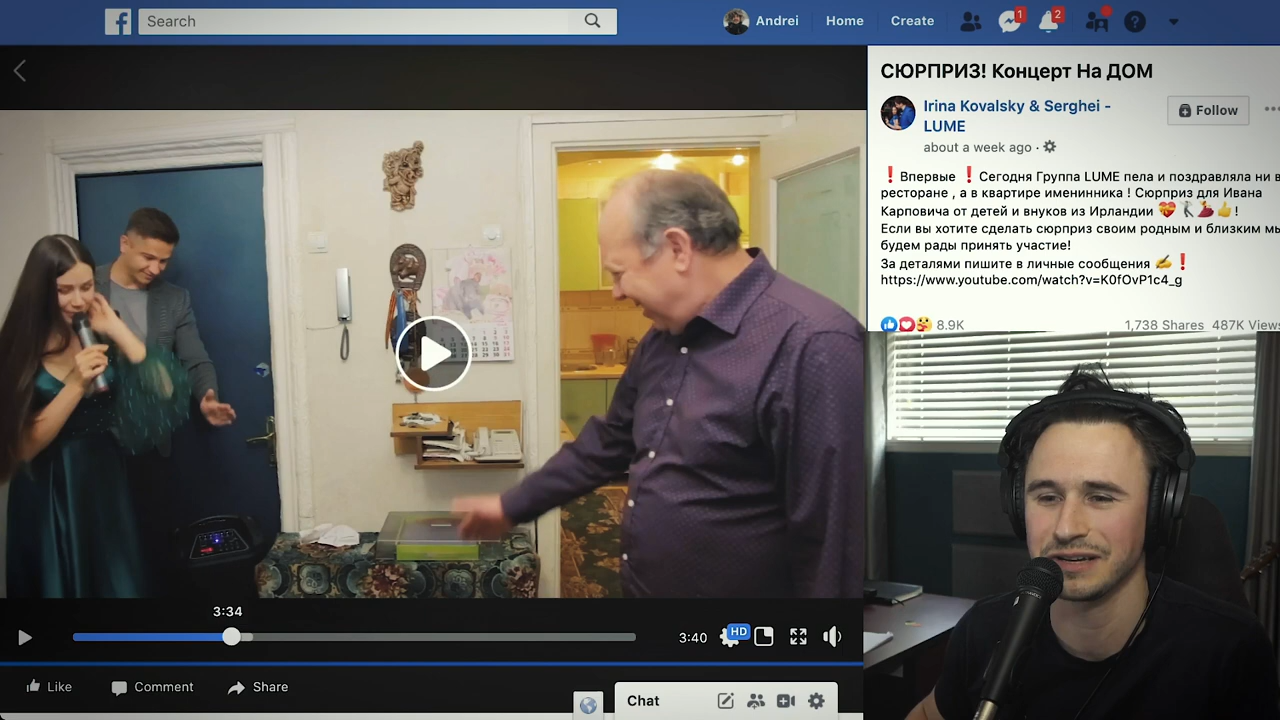 Search
Andrei
Home
Create
1
2
СЮРПРИЗ! Концерт На ДОМ
Irina Kovalsky & Serghei -
LUME
Follow
about a week ago ·
❗Впервые ❗Сегодня Группа LUME пела и поздравляла ни в
ресторане , а в квартире именинника ! Сюрприз для Ивана
Карповича от детей и внуков из Ирландии 💝🕺💃👍 !
Если вы хотите сделать сюрприз своим родным и близким мы
будем рады принять участие!
За деталями пишите в личные сообщения ✍️ ❗
https://www.youtube.com/watch?v=K0fOvP1c4_g
8.9K
1,738 Shares 487K Views
3:34
3:40
HD
Like
Comment
Share
Chat